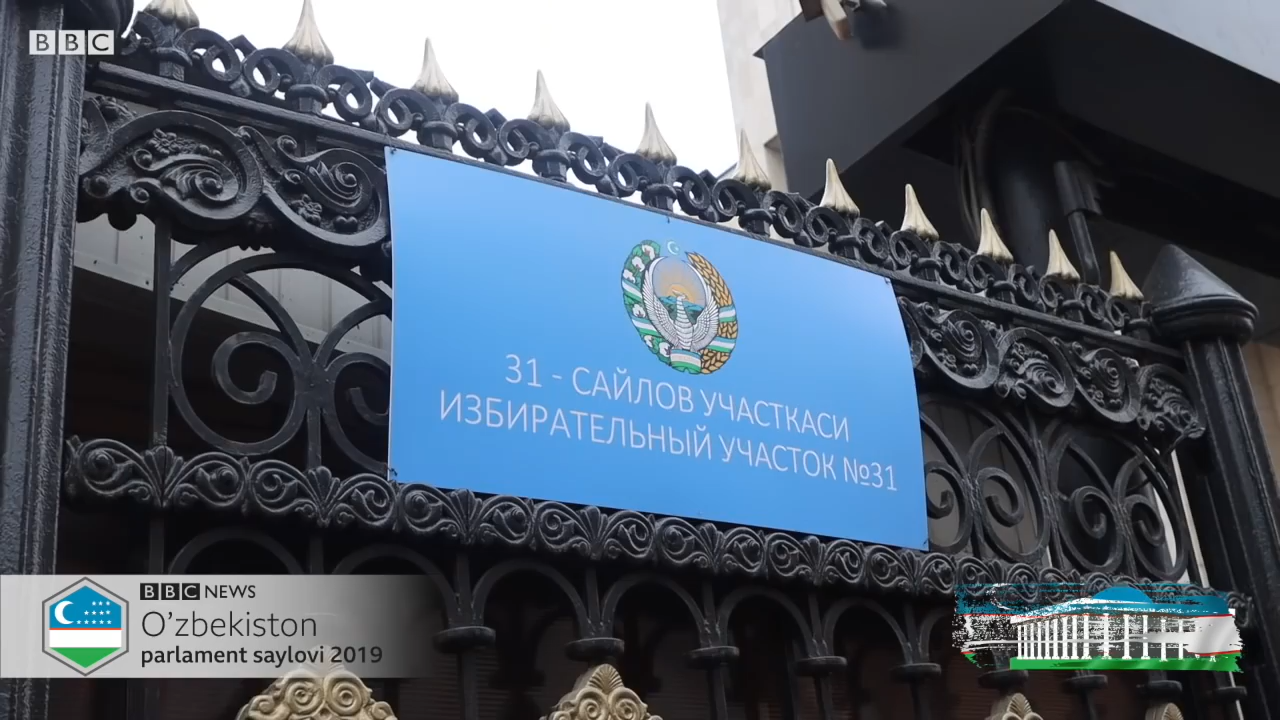 BBC
31 - САЙЛОВ УЧАСТКАСИ
ИЗБИРАТЕЛЬНЫЙ УЧАСТОК №31
BBC NEWS
O'zbekiston
parlament saylovi 2019